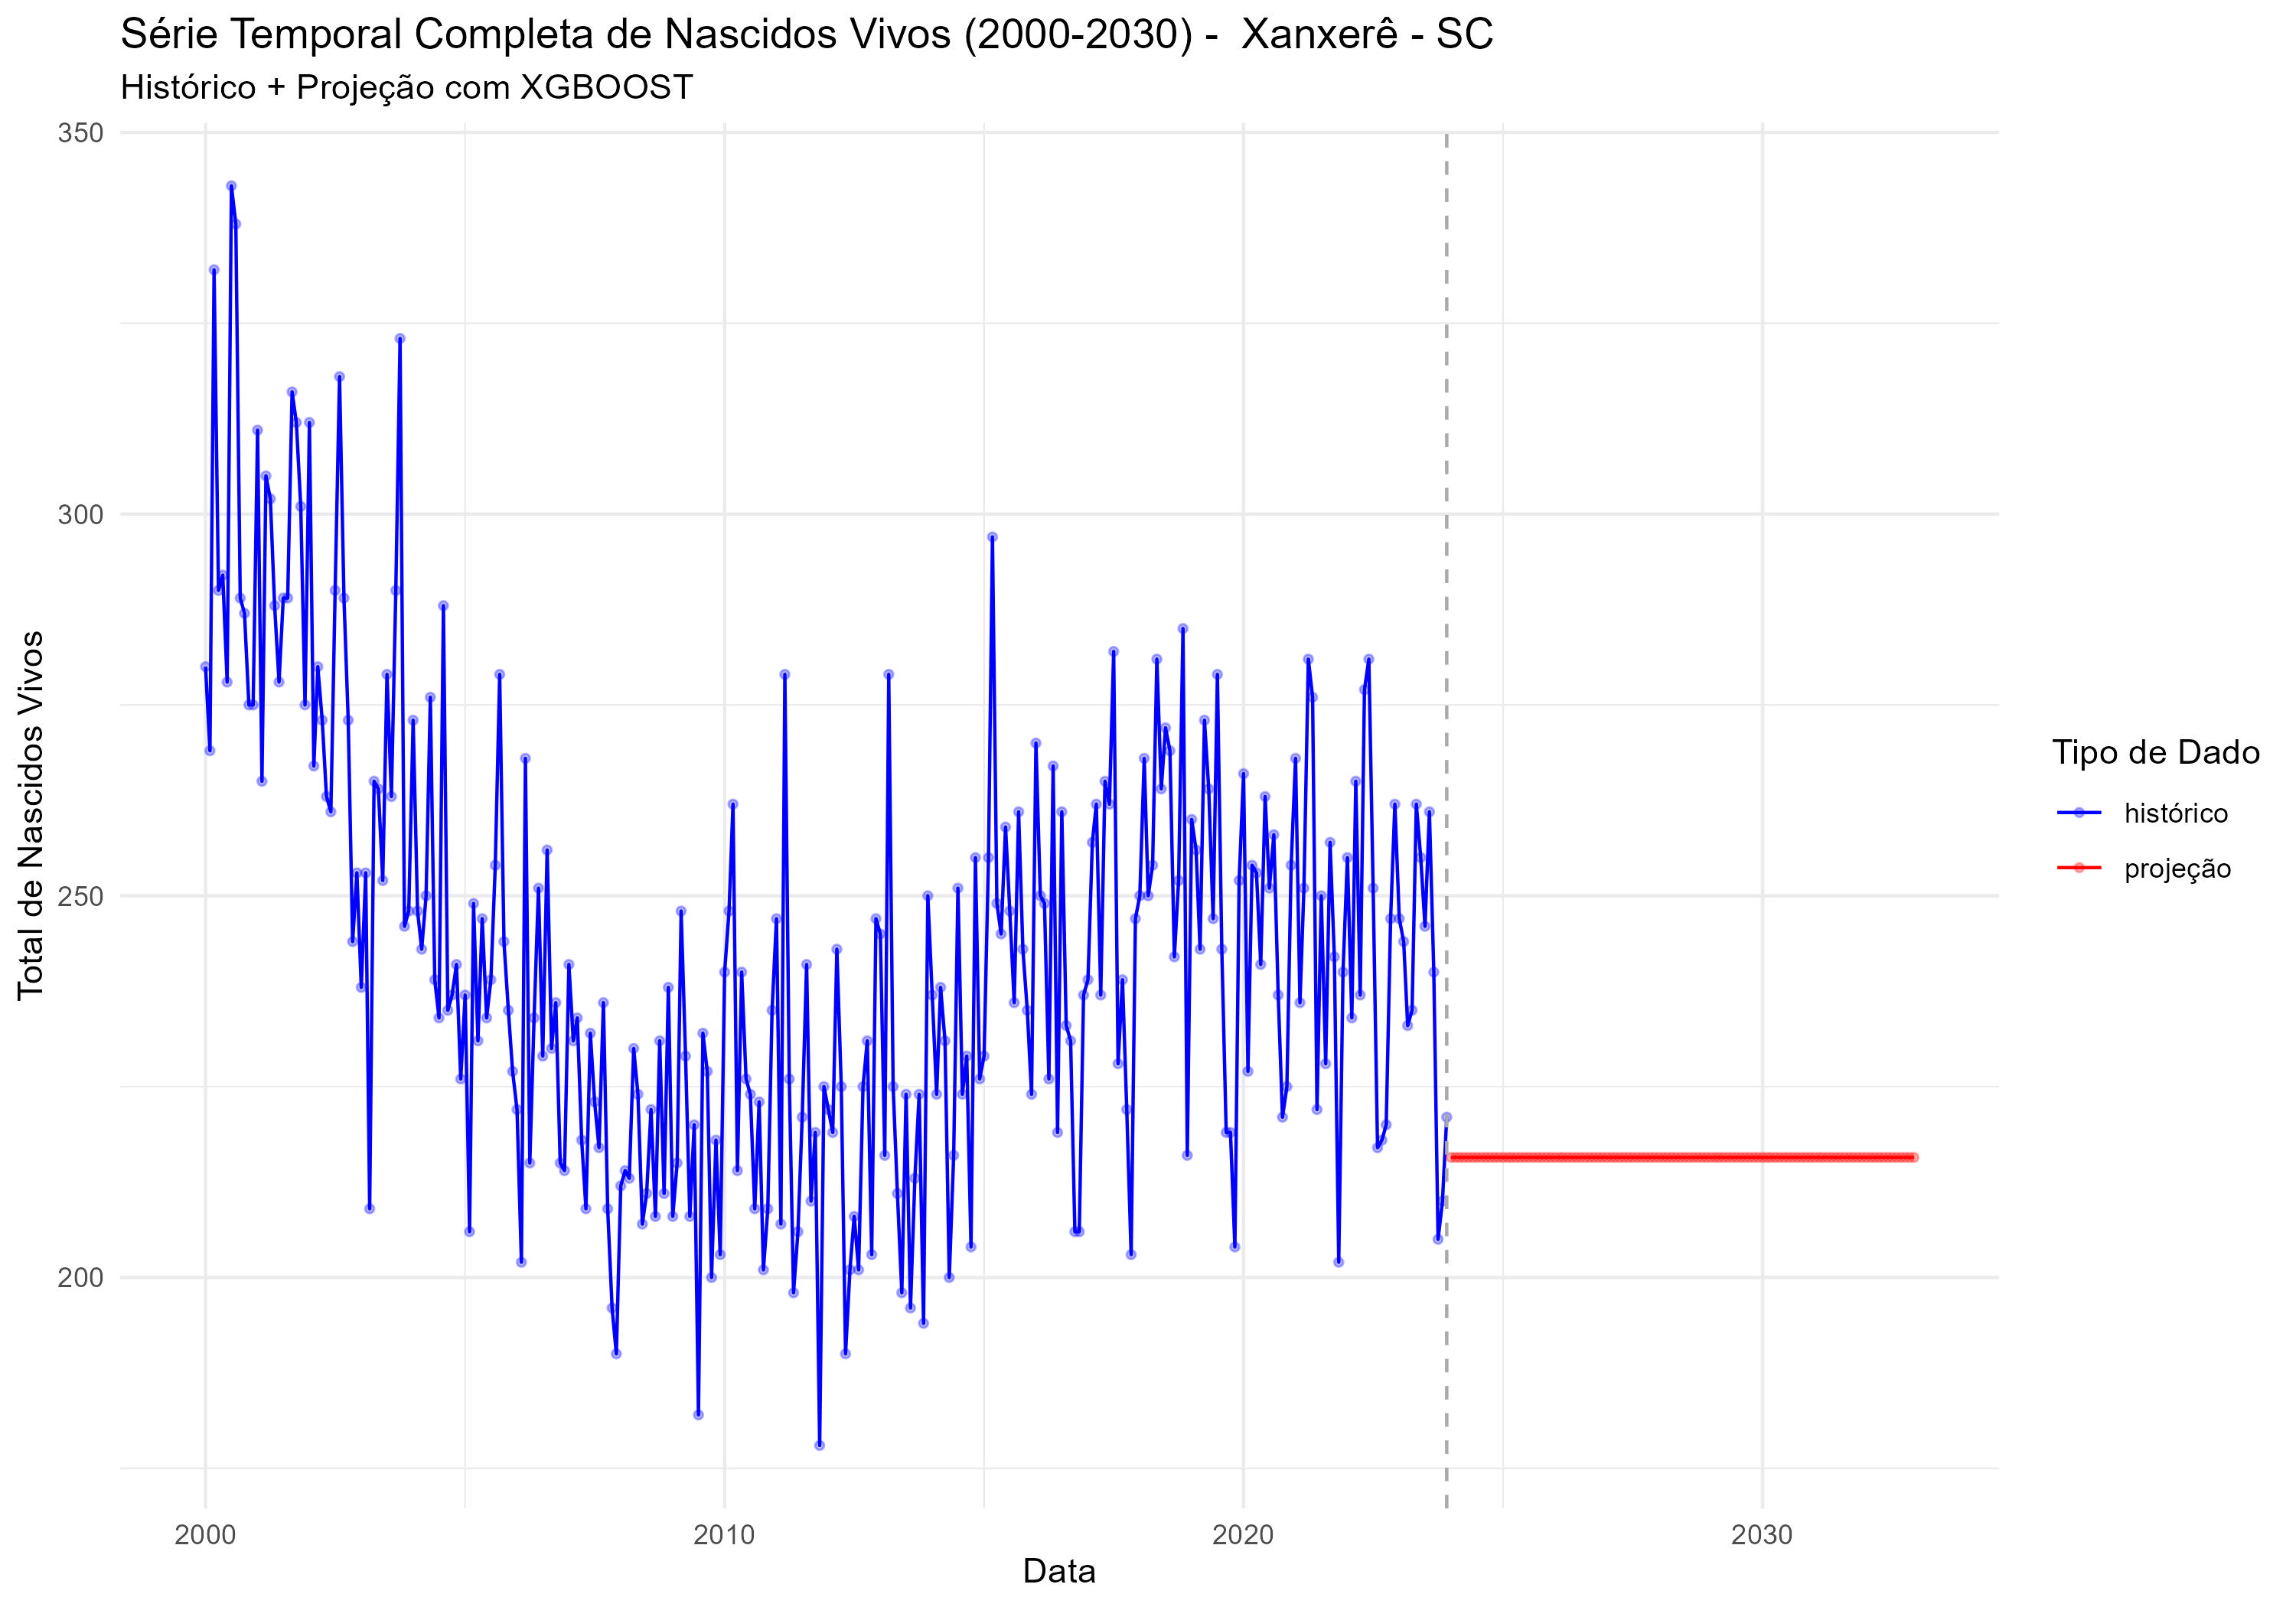 Série Temporal Completa de Nascidos Vivos (2000-2030) -  Xanxerê - SC
Histórico + Projeção com XGBOOST
Total de Nascidos Vivos
350
300
250
200
2000
2010
2020
2030
Data
Tipo de Dado
histórico
projeção